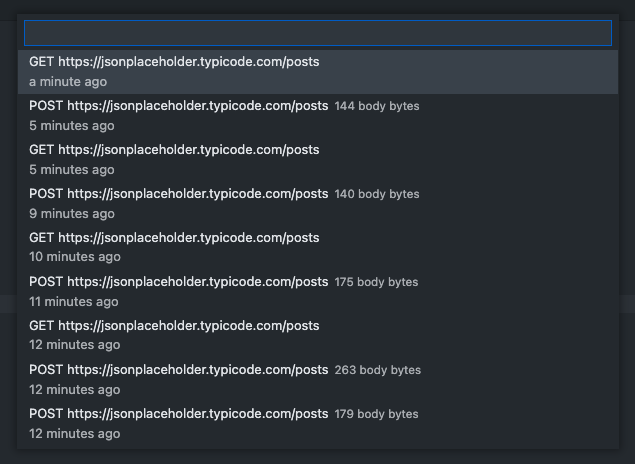 GET https://jsonplaceholder.typicode.com/posts
a minute ago
POST https://jsonplaceholder.typicode.com/posts 144 body bytes
5 minutes ago
GET https://jsonplaceholder.typicode.com/posts
5 minutes ago
POST https://jsonplaceholder.typicode.com/posts 140 body bytes
9 minutes ago
GET https://jsonplaceholder.typicode.com/posts
10 minutes ago
POST https://jsonplaceholder.typicode.com/posts 175 body bytes
11 minutes ago
GET https://jsonplaceholder.typicode.com/posts
12 minutes ago
POST https://jsonplaceholder.typicode.com/posts 263 body bytes
12 minutes ago
POST https://jsonplaceholder.typicode.com/posts 179 body bytes
12 minutes ago